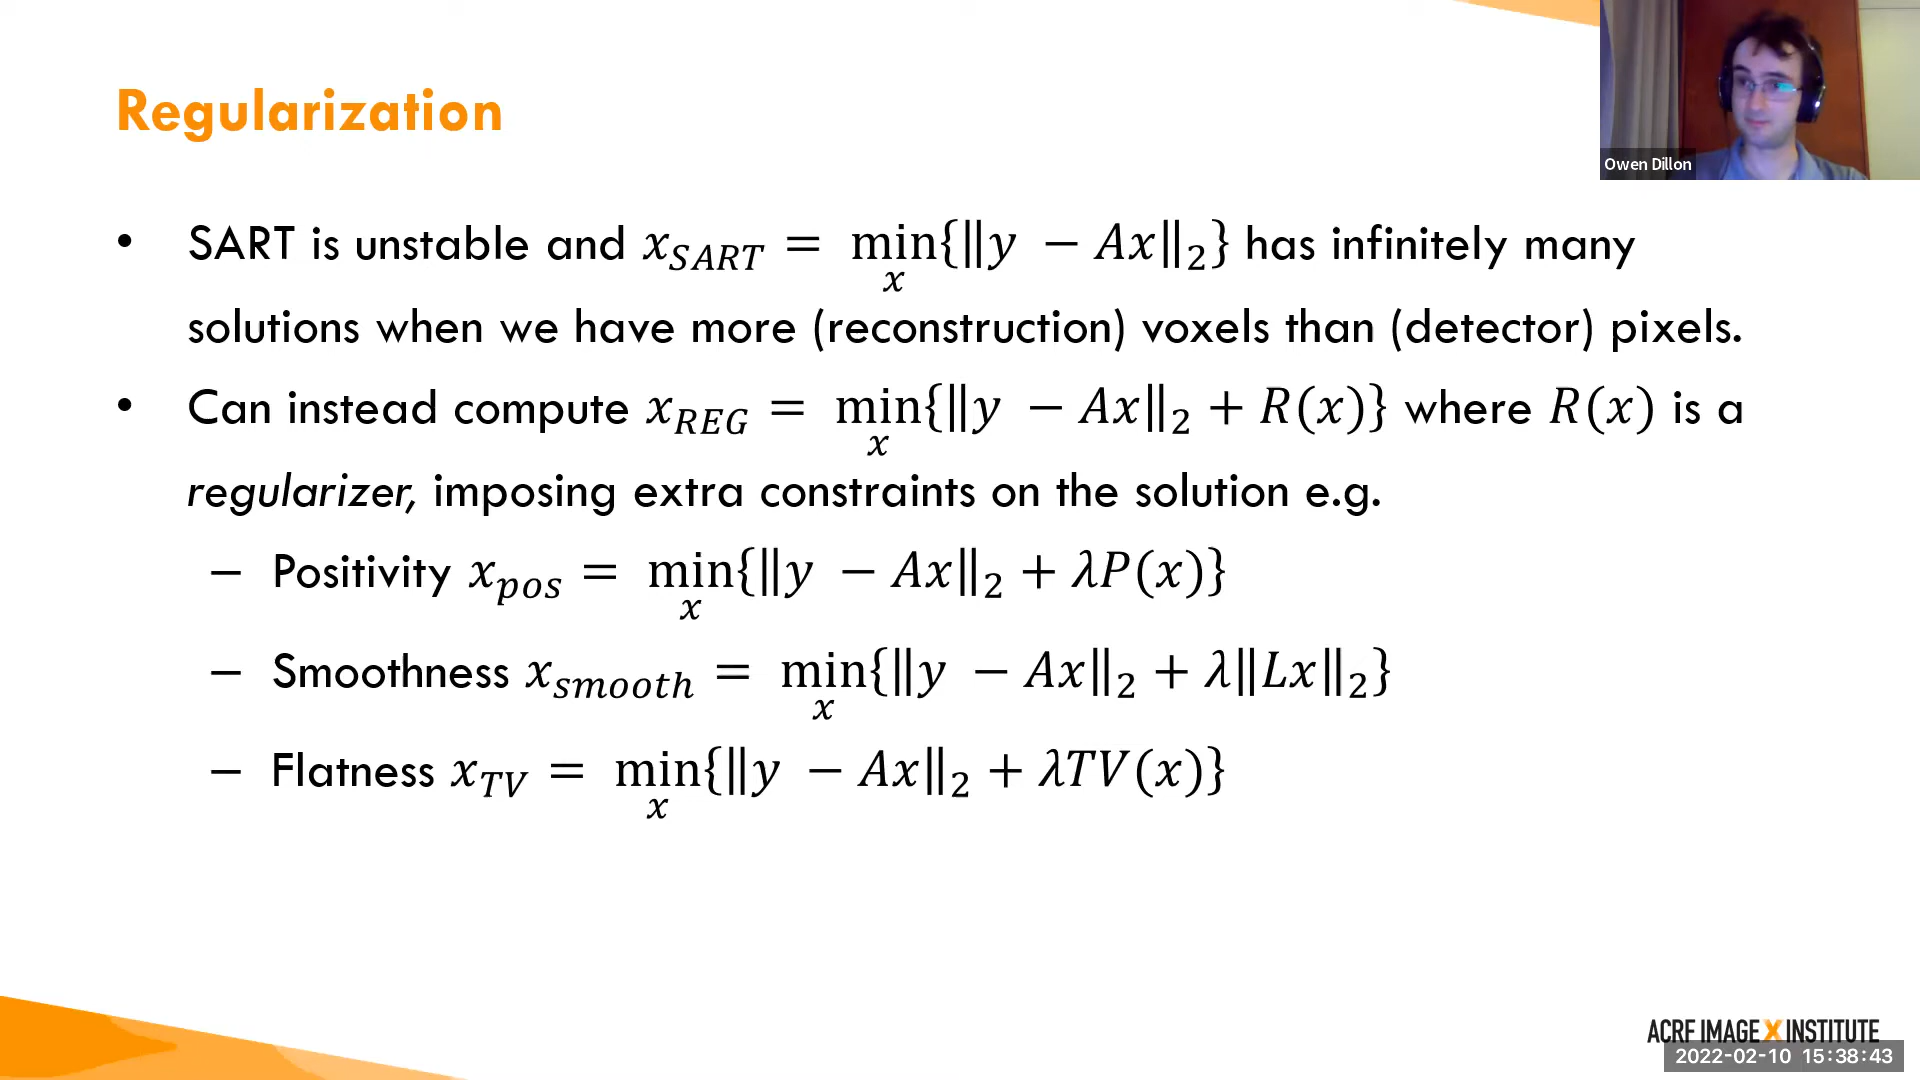 Regularization
Owen Dillon
• SART is unstable and x_SART = min_x{‖y − Ax‖_2} has infinitely many
solutions when we have more (reconstruction) voxels than (detector) pixels.
• Can instead compute x_REG = min_x{‖y − Ax‖_2 + R(x)} where R(x) is a
regularizer, imposing extra constraints on the solution e.g.
– Positivity x_pos = min_x{‖y − Ax‖_2 + λP(x)}
– Smoothness x_smooth = min_x{‖y − Ax‖_2 + λ‖Lx‖_2}
– Flatness x_TV = min_x{‖y − Ax‖_2 + λTV(x)}
ACRF IMAGE X INSTITUTE
2022-02-10 15:38:43